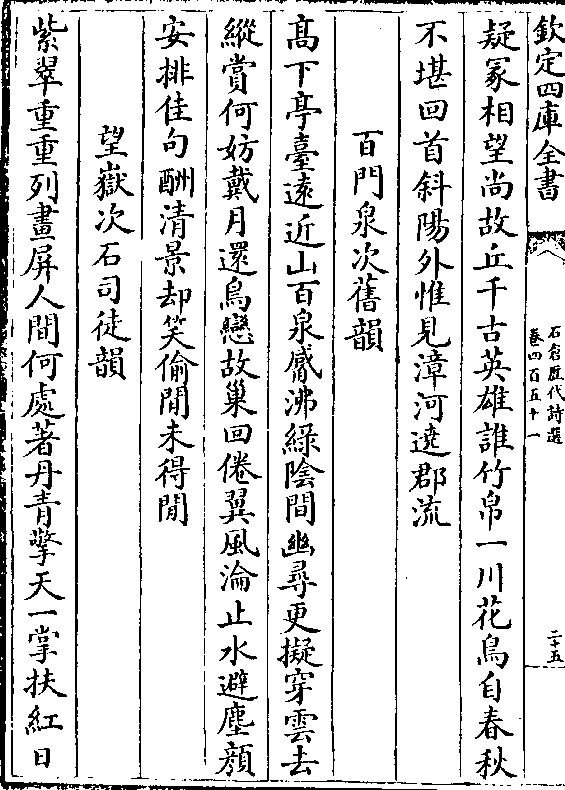 欽定四庫全書
石倉歷代詩選
卷四百五十一
二十五
疑冢相望尚故丘千古英雄誰竹帛一川花鳥自春秋
不堪回首斜陽外惟見漳河遶郡流
百門泉次舊韻
高下亭臺遠近山百泉觱沸綠陰間幽尋更擬穿雲去
縱賞何妨戴月還鳥戀故巢回倦翼風淪止水避塵顔
安排佳句酬清景却笑偷閒未得閒
望嶽次石司徒韻
紫翠重重列畫屏人間何處著丹青擎天一掌扶紅日